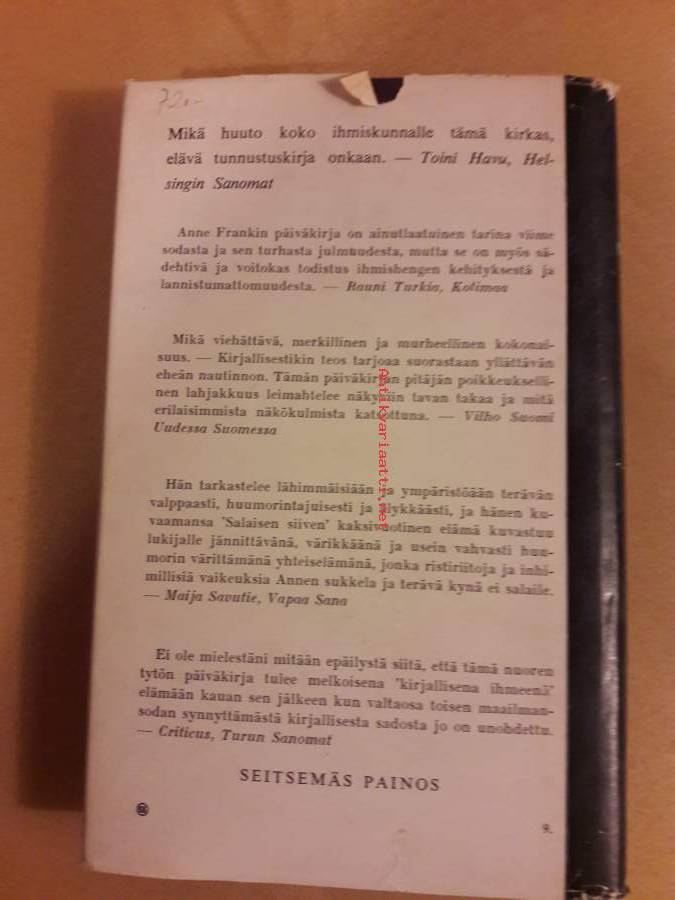 72.-
Mikä huuto koko ihmiskunnalle tämä kirkas,
elävä tunnustuskirja onkaan. — Toini Havu, Hel-
singin Sanomat
Anne Frankin päiväkirja on ainutlaatuinen tarina viime
sodasta ja sen turhasta julmuudesta, mutta se on myös sä-
dehtivä ja voitokas todistus ihmishengen kehityksestä ja
lannistumattomuudesta. — Rauni Turkia, Kotimaa
Mikä viehättävä, merkillinen ja murheellinen kokonai-
suus. — Kirjallisestikin teos tarjoaa suorastaan yllättävän
eheän nautinnon. Tämän päiväkirjan pitäjän poikkeukselli-
nen lahjakkuus leimahtelee näkyviin tavan takaa ja mitä
erilaisimmista näkökulmista katsottuna. — Vilho Suomi
Uudessa Suomessa
Hän tarkastelee lähimmäisiään ja ympäristöään terävän
valppaasti, huumorintajuisesti ja älykkäästi, ja hänen ku-
vaamansa 'Salaisen siiven' kaksivuotinen elämä kuvastuu
lukijalle jännittävänä, värikkäänä ja usein vahvasti huu-
morin värittämänä yhteiselämänä, jonka ristiriitoja ja inhi-
millisiä vaikeuksia Annen sukkela ja terävä kynä ei salaile.
— Maija Savutie, Vapaa Sana
Ei ole mielestäni mitään epäilystä siitä, että tämä nuoren
tytön päiväkirja tulee melkoisena 'kirjallisena ihmeenä'
elämään kauan sen jälkeen kun valtaosa toisen maailman-
sodan synnyttämästä kirjallisesta sadosta jo on unohdettu.
— Criticus, Turun Sanomat
SEITSEMÄS PAINOS
9.
Antikvariaatti.net